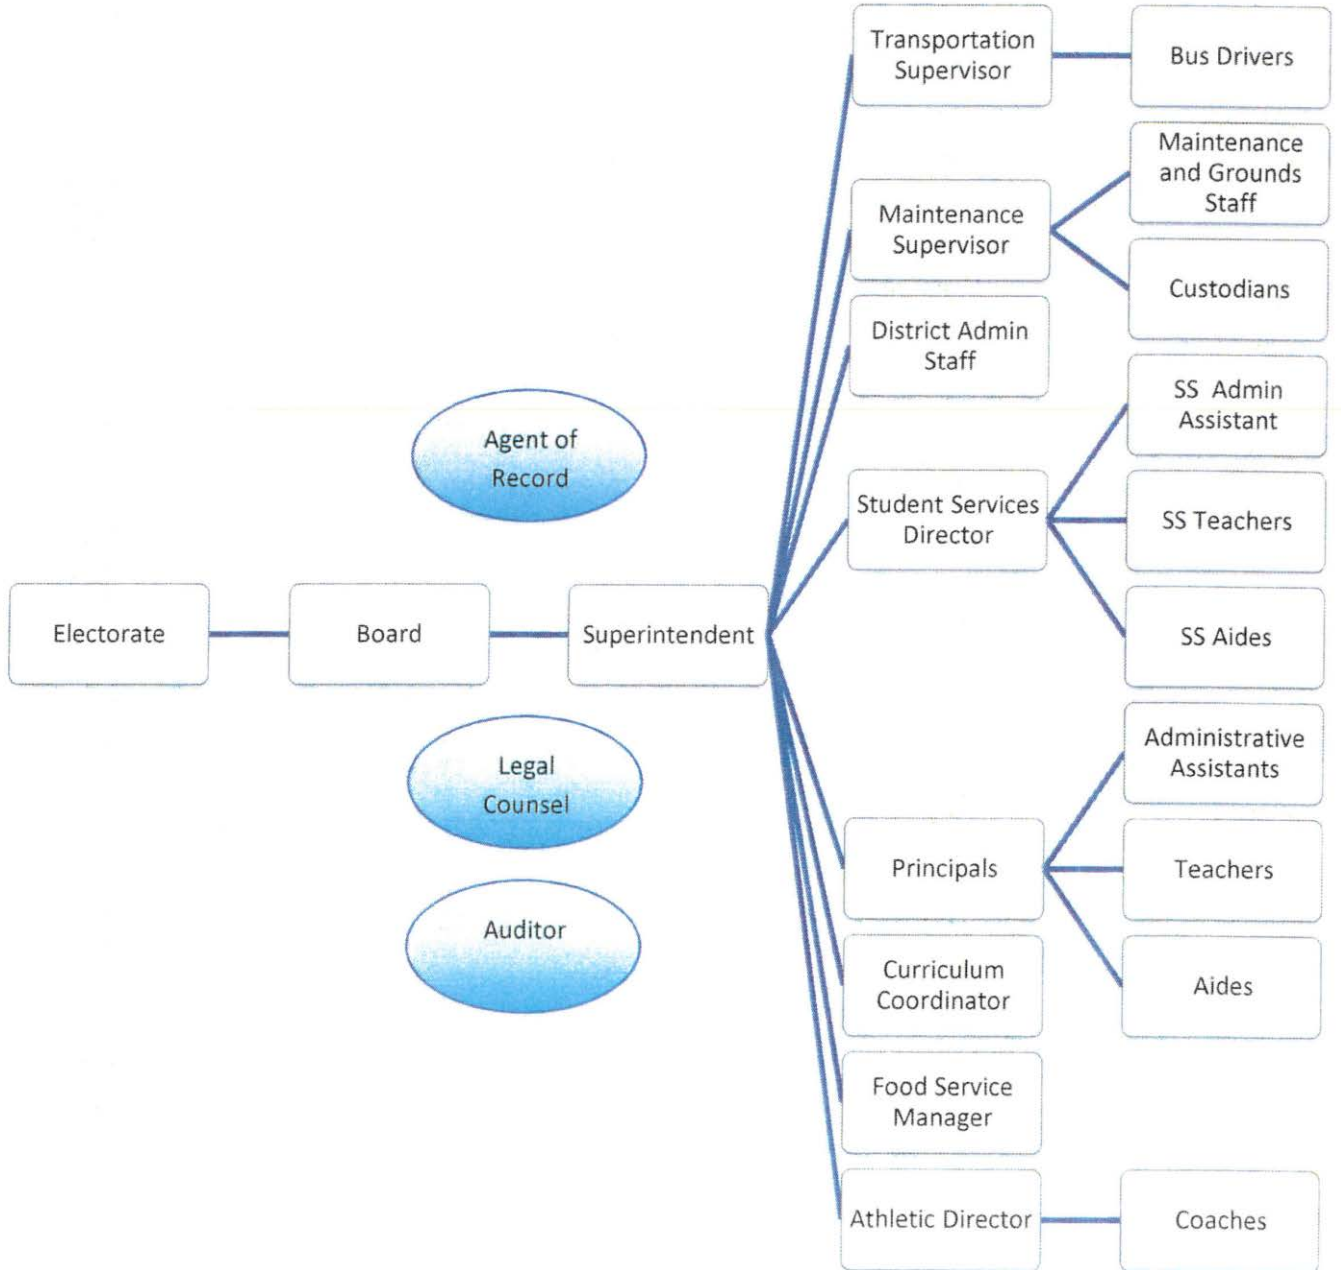 Transportation
Supervisor
Bus Drivers
Maintenance
and Grounds
Staff
Maintenance
Supervisor
Custodians
District Admin
Staff
SS Admin
Assistant
Agent of
Record
Student Services
Director
SS Teachers
Electorate
Board
Superintendent
SS Aides
Legal
Counsel
Administrative
Assistants
Principals
Teachers
Auditor
Curriculum
Coordinator
Aides
Food Service
Manager
Athletic Director
Coaches